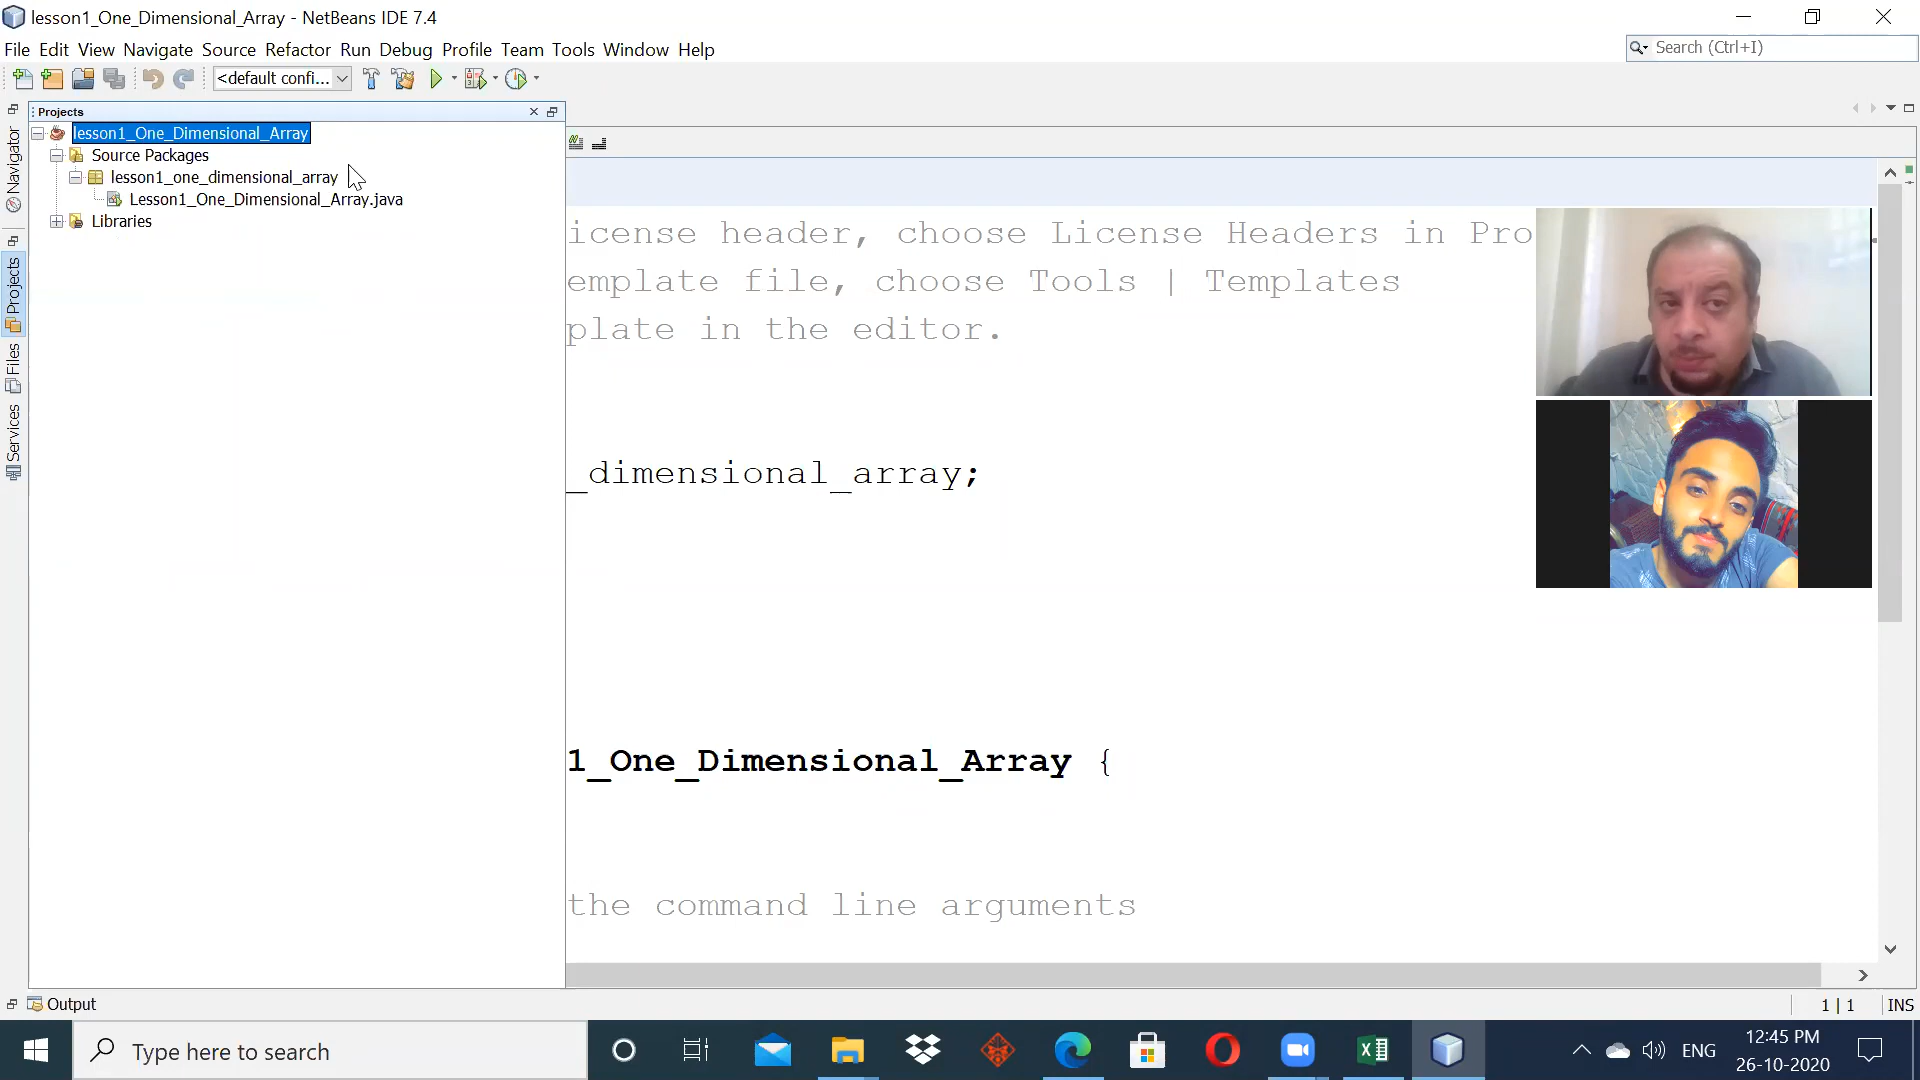 lesson1_One_Dimensional_Array - NetBeans IDE 7.4
File Edit View Navigate Source Refactor Run Debug Profile Team Tools Window Help
Search (Ctrl+I)
<default confi...
Projects
Navigator
Projects
Files
Services
lesson1_One_Dimensional_Array
Source Packages
lesson1_one_dimensional_array
Lesson1_One_Dimensional_Array.java
Libraries
icense header, choose License Headers in Pro
emplate file, choose Tools | Templates
plate in the editor.
_dimensional_array;
1_One_Dimensional_Array {
the command line arguments
Output
1 | 1 INS
Type here to search
ENG
12:45 PM
26-10-2020